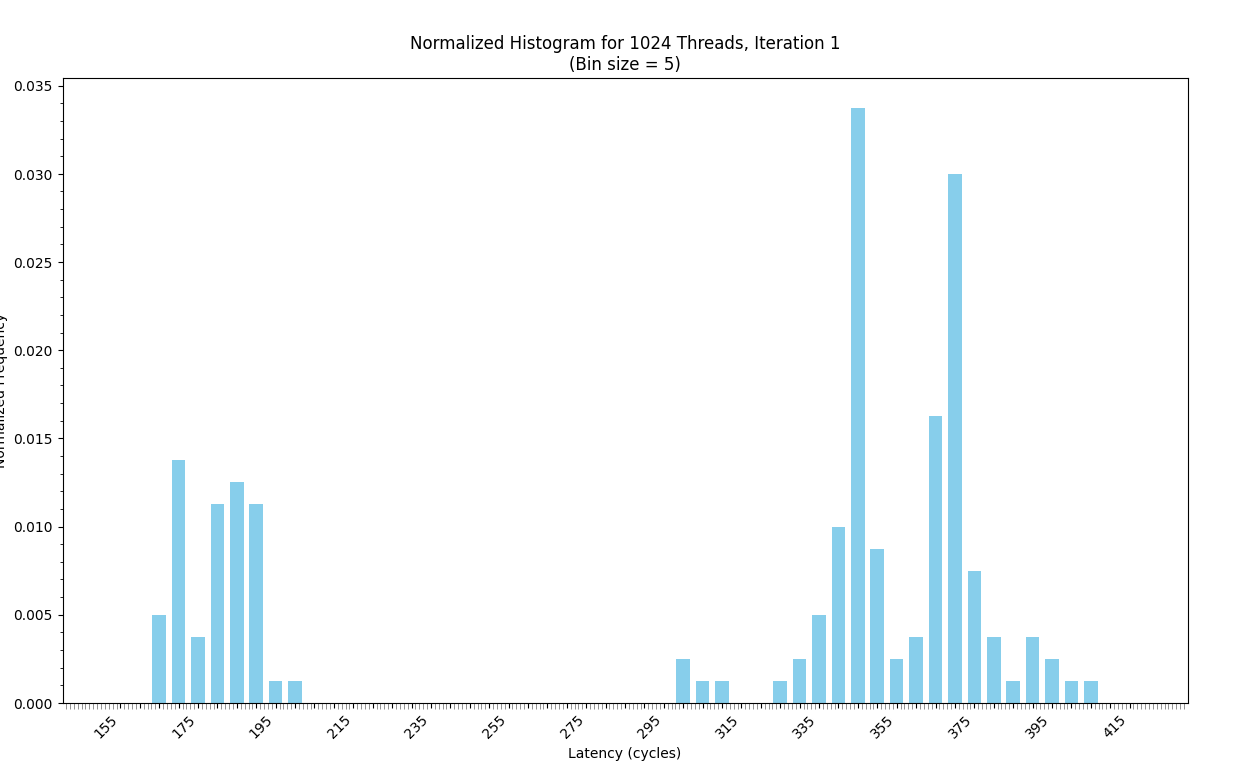 Normalized Histogram for 1024 Threads, Iteration 1
(Bin size = 5)
0.035
0.030
0.025
0.020
0.015
0.010
0.005
0.000
155 175 195 215 235 255 275 295 315 335 355 375 395 415
Latency (cycles)